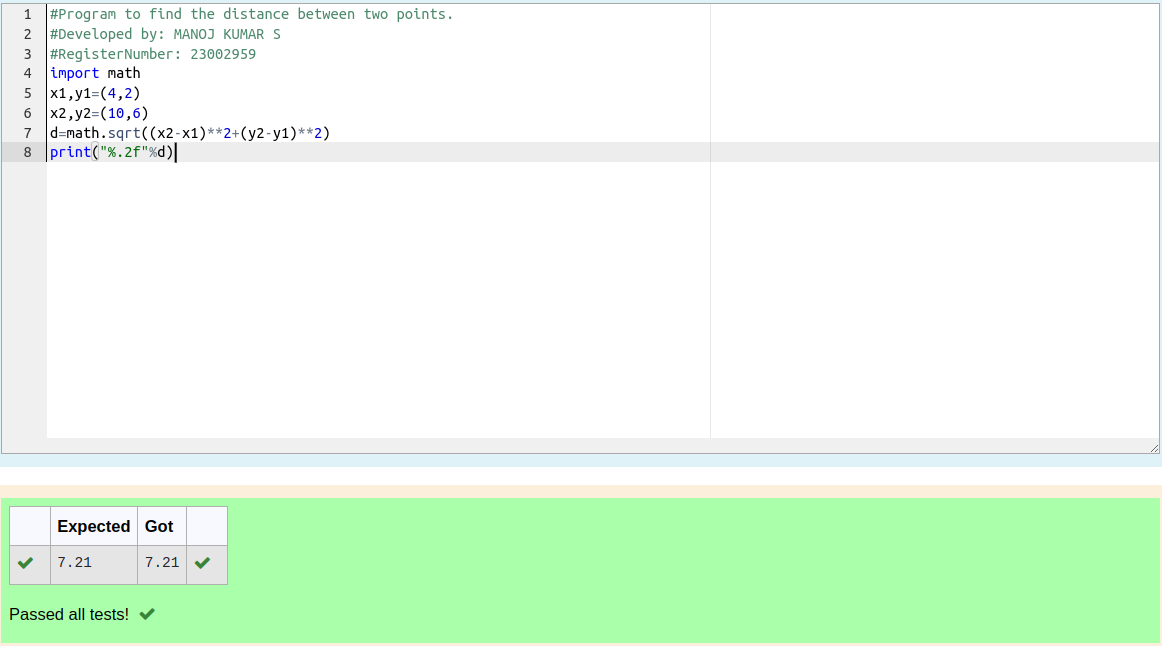 1 #Program to find the distance between two points.
2 #Developed by: MANOJ KUMAR S
3 #RegisterNumber: 23002959
4 import math
5 x1,y1=(4,2)
6 x2,y2=(10,6)
7 d=math.sqrt((x2-x1)**2+(y2-y1)**2)
8 print("%.2f"%d)
Expected Got
7.21 7.21
Passed all tests!